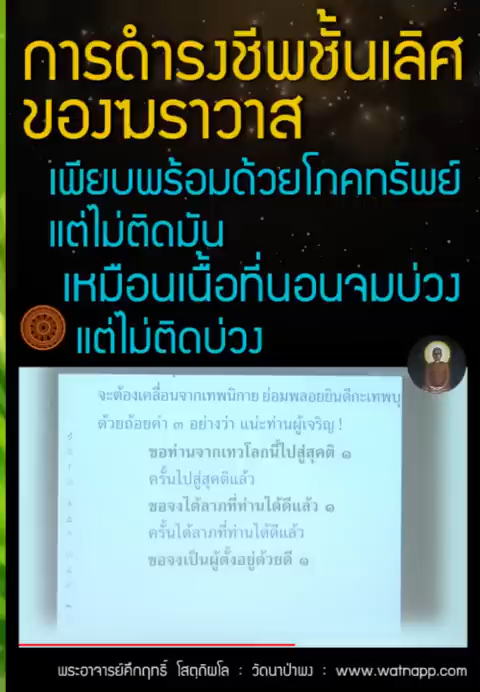 การดำรงชีพชั้นเลิศ
ของฆราวาส
เพียบพร้อมด้วยโภคทรัพย์
แต่ไม่ติดมัน
เหมือนเนื้อที่นอนจมบ่วง
แต่ไม่ติดบ่วง
จะต้องเคลื่อนจากเทพนิกาย ย่อมพลอยยินดีกะเทพบุ
ด้วยถ้อยคำ ๓ อย่างว่า แน่ะท่านผู้เจริญ !
ขอท่านจากเทวโลกนี้ไปสู่สุคติ ๑
ครั้นไปสู่สุคติแล้ว
ขอจงได้ลาภที่ท่านได้ดีแล้ว ๑
ครั้นได้ลาภที่ท่านได้ดีแล้ว
ขอจงเป็นผู้ตั้งอยู่ด้วยดี ๑
พระอาจารย์คึกฤทธิ์ โสตฺถิผโล : วัดนาป่าพง : www.watnapp.com